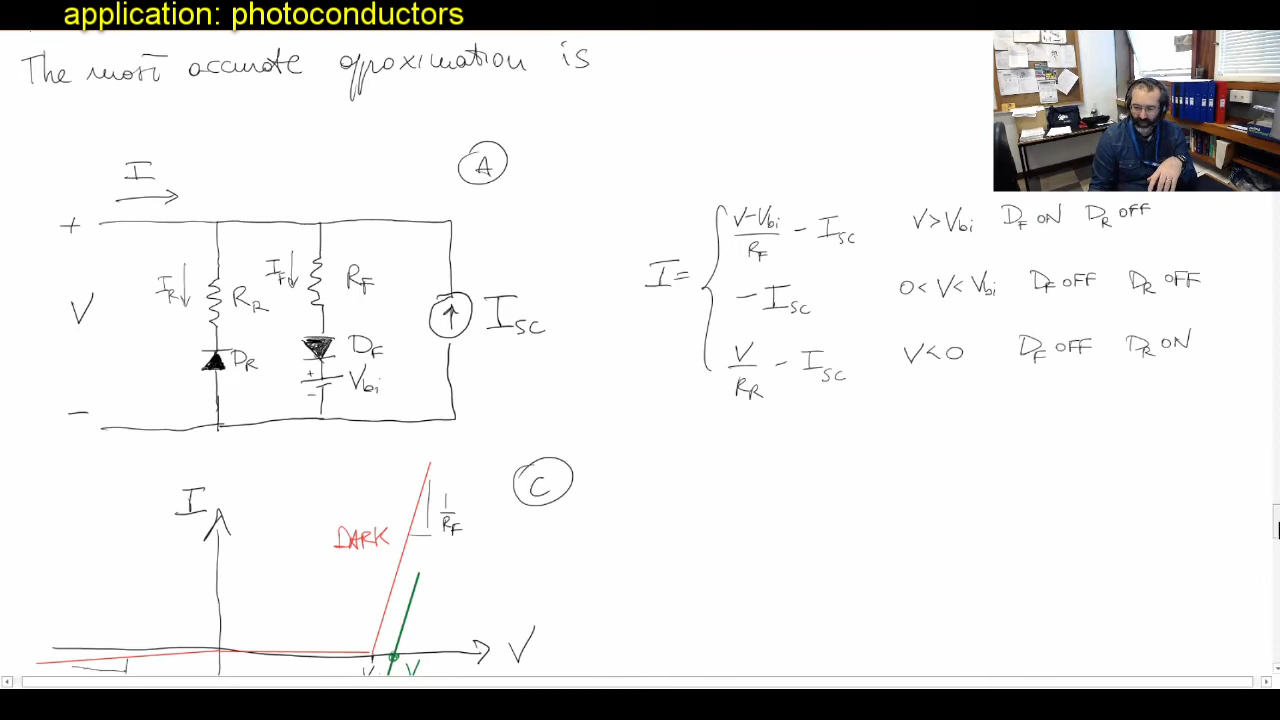 application: photoconductors
The most accurate aproximation is
A
I
+
V
-
I_R
R_R
D_R
I_F
R_F
D_F
+
V_bi
-
I_SC
I = { (V-V_bi)/R_F - I_SC   V>V_bi   D_F ON   D_R OFF
-I_SC   0<V<V_bi   D_F OFF   D_R OFF
V/R_R - I_SC   V<0   D_F OFF   D_R ON
C
I
DARK
1/R_F
V